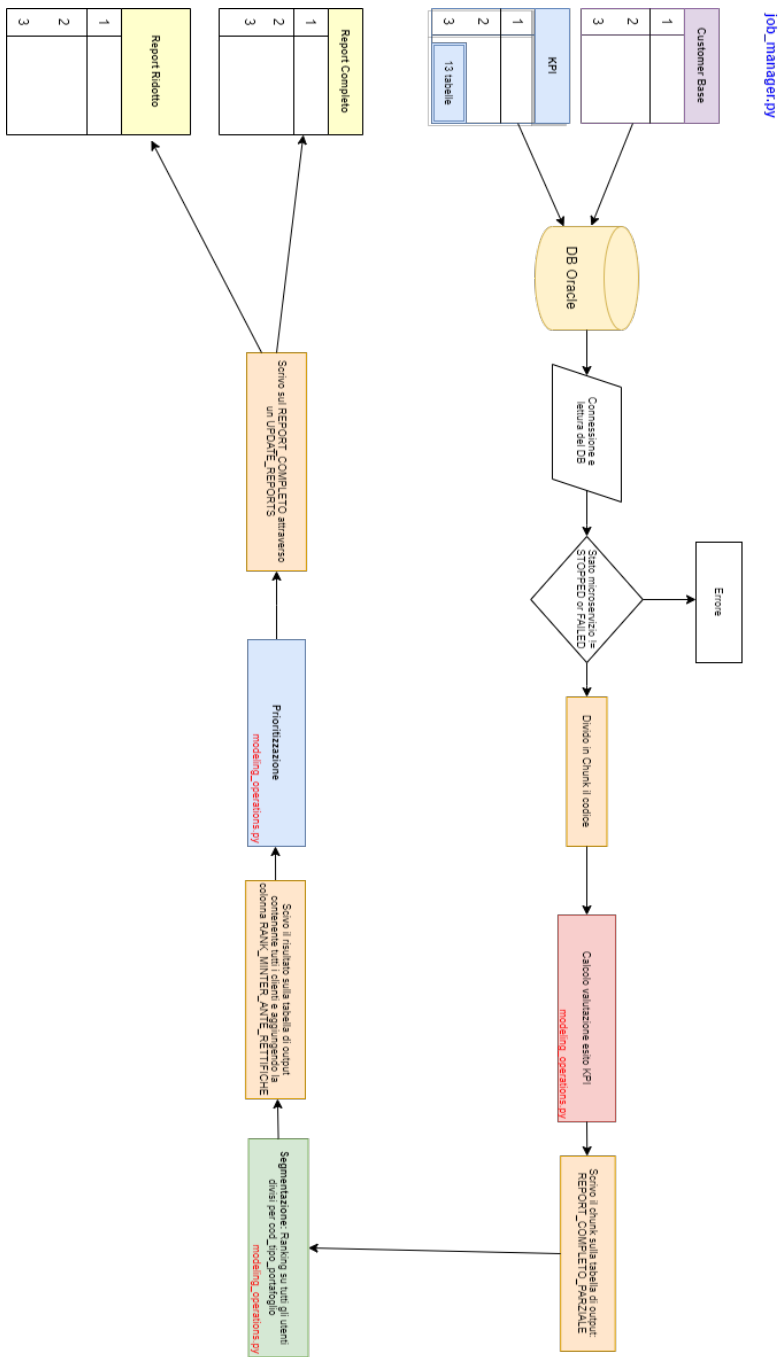 job_manager.py
Customer Base
1
2
3
KPI
1
2
3
13 tabelle
DB Oracle
Connessione e
lettura del DB
Stato microservizio !=
STOPPED or FAILED
Errore
Divido in Chunk il codice
Calcolo valutazione esito KPI
modeling_operations.py
Scrivo il chunk sulla tabella di output:
REPORT_COMPLETO_PARZIALE
Segmentazione: Ranking su tutti gli utenti
divisi per cod_tipo_portafoglio
modeling_operations.py
Scivo il risultato sulla tabella di output
contenente tutti i clienti e aggiungendo la
colonna RANK_MINTER_ANTE_RETTIFICHE
Prioritizzazione
modeling_operations.py
Scrivo sul REPORT_COMPLETO attraverso
un UPDATE_REPORTS
Report Completo
1
2
3
Report Ridotto
1
2
3